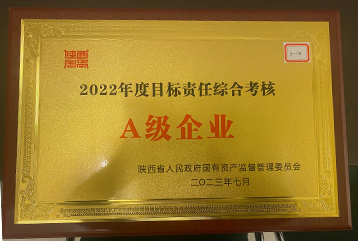 2022年度目标责任综合考核
A级企业
陕西省人民政府国有资产监督管理委员会
二〇二三年七月